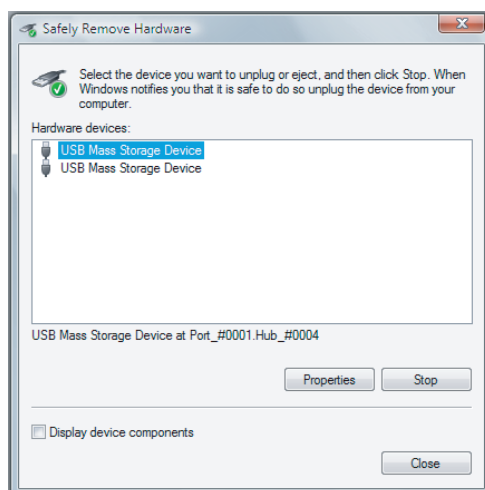 Safely Remove Hardware
Select the device you want to unplug or eject, and then click Stop. When
Windows notifies you that it is safe to do so unplug the device from your
computer.
Hardware devices:
USB Mass Storage Device
USB Mass Storage Device
USB Mass Storage Device at Port_#0001.Hub_#0004
Properties Stop
Display device components
Close